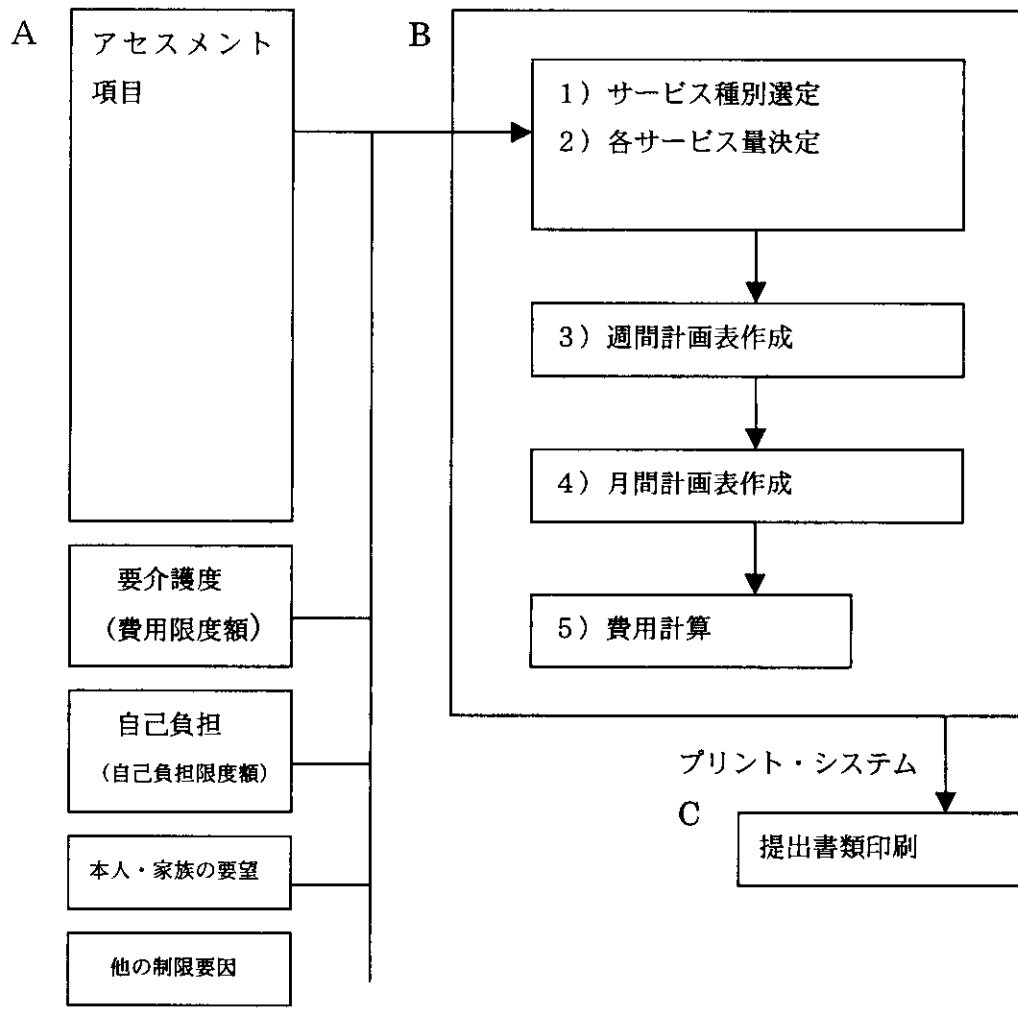 A
アセスメント
項目
要介護度
(費用限度額)
自己負担
(自己負担限度額)
本人・家族の要望
他の制限要因
B
1）サービス種別選定
2）各サービス量決定
3）週間計画表作成
4）月間計画表作成
5）費用計算
プリント・システム
C
提出書類印刷